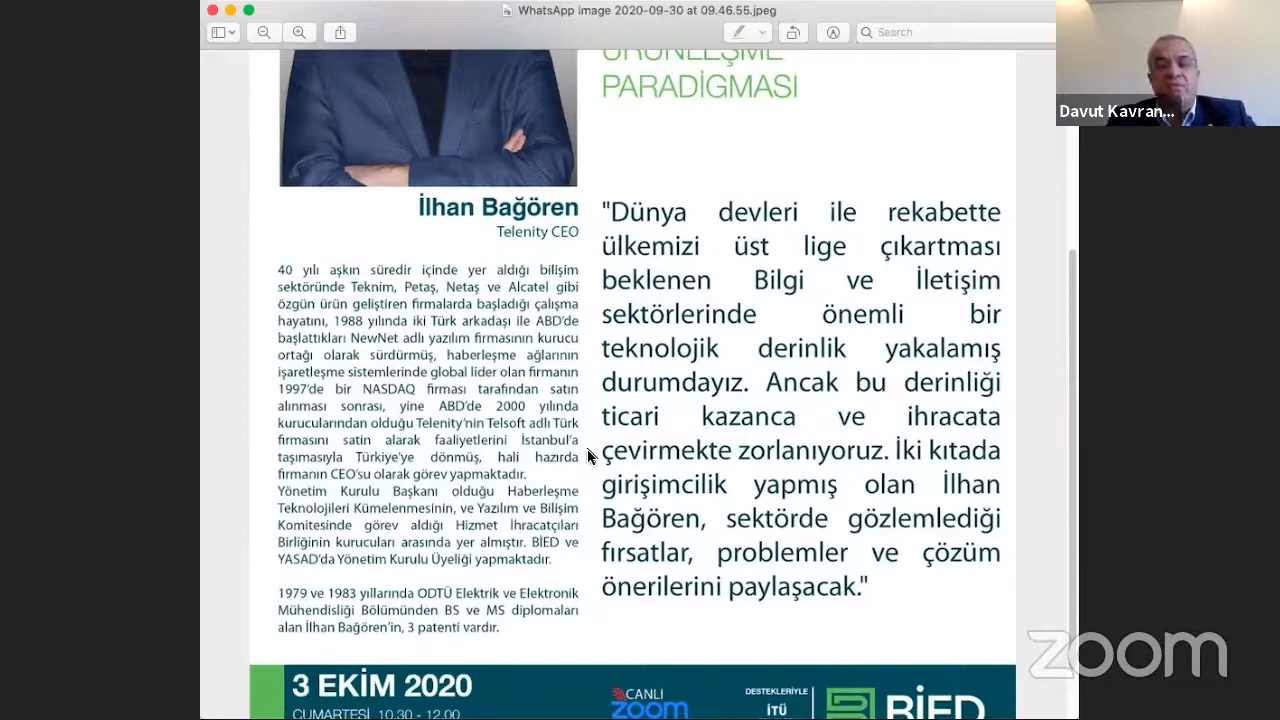 WhatsApp Image 2020-09-30 at 09.46.55.jpeg
Search
Davut Kavran...
ÜRÜNLEŞME
PARADİGMASI
İlhan Bağören
Telenity CEO
40 yılı aşkın süredir içinde yer aldığı bilişim
sektöründe Teknim, Petaş, Netaş ve Alcatel gibi
özgün ürün geliştiren firmalarda başladığı çalışma
hayatını, 1988 yılında iki Türk arkadaşı ile ABD'de
başlattıkları NewNet adlı yazılım firmasının kurucu
ortağı olarak sürdürmüş, haberleşme ağlarının
işaretleşme sistemlerinde global lider olan firmanın
1997'de bir NASDAQ firması tarafından satın
alınması sonrası, yine ABD'de 2000 yılında
kurucularından olduğu Telenity'nin Telsoft adlı Türk
firmasını satin alarak faaliyetlerini İstanbul'a
taşımasıyla Türkiye'ye dönmüş, hali hazırda
firmanın CEO'su olarak görev yapmaktadır.
Yönetim Kurulu Başkanı olduğu Haberleşme
Teknolojileri Kümelenmesinin, ve Yazılım ve Bilişim
Komitesinde görev aldığı Hizmet İhracatçıları
Birliğinin kurucuları arasında yer almıştır. BİED ve
YASAD'da Yönetim Kurulu Üyeliği yapmaktadır.
1979 ve 1983 yıllarında ODTÜ Elektrik ve Elektronik
Mühendisliği Bölümünden BS ve MS diplomaları
alan İlhan Bağören'in, 3 patenti vardır.
"Dünya devleri ile rekabette
ülkemizi üst lige çıkartması
beklenen Bilgi ve İletişim
sektörlerinde önemli bir
teknolojik derinlik yakalamış
durumdayız. Ancak bu derinliği
ticari kazanca ve ihracata
çevirmekte zorlanıyoruz. İki kıtada
girişimcilik yapmış olan İlhan
Bağören, sektörde gözlemlediği
fırsatlar, problemler ve çözüm
önerilerini paylaşacak."
3 EKİM 2020
CUMARTESİ 10.30 - 12.00
CANLI
zoom
DESTEKLERİYLE
İTÜ
BİED
zoom